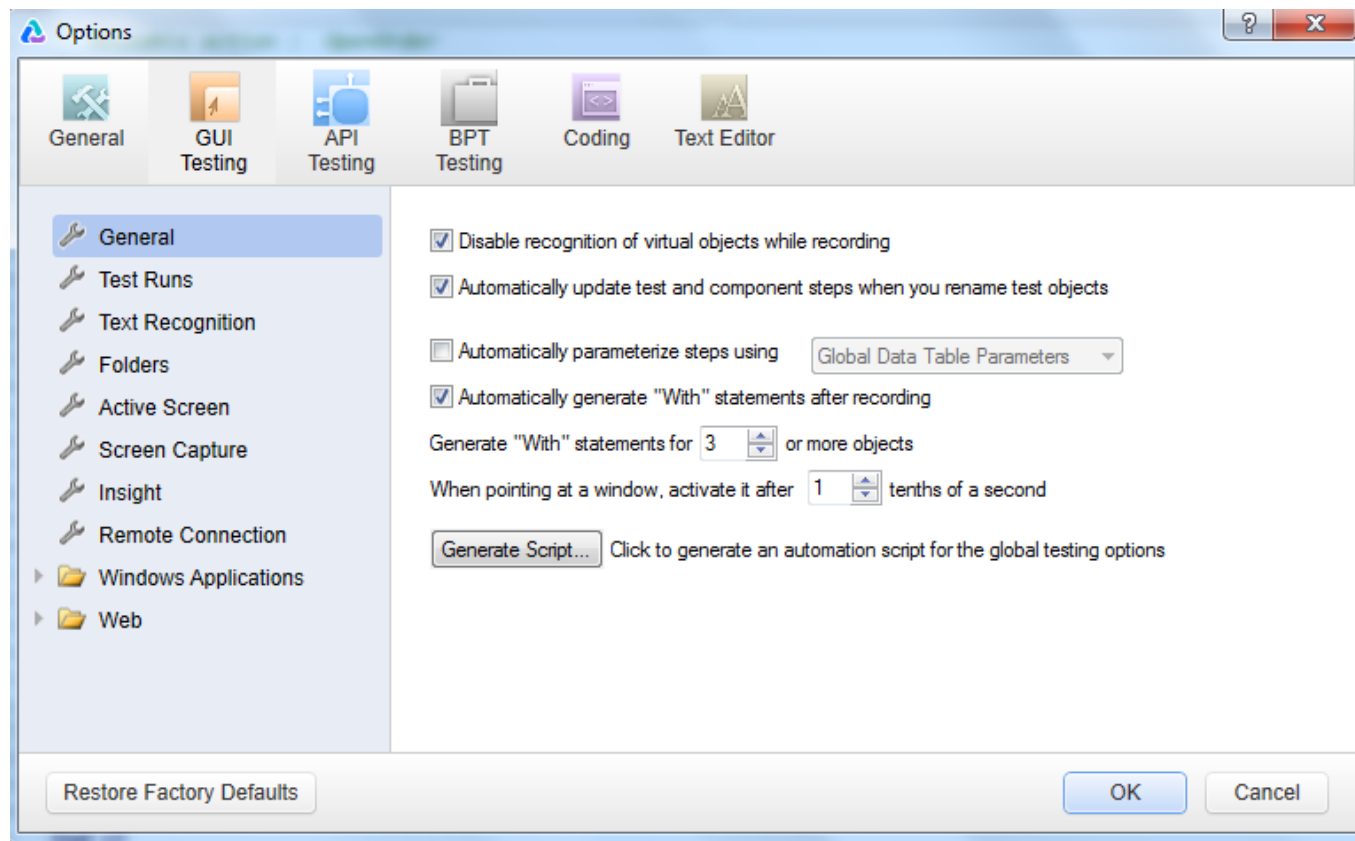 Options
General
GUI
Testing
API
Testing
BPT
Testing
Coding
Text Editor
General
Test Runs
Text Recognition
Folders
Active Screen
Screen Capture
Insight
Remote Connection
Windows Applications
Web
Disable recognition of virtual objects while recording
Automatically update test and component steps when you rename test objects
Automatically parameterize steps using Global Data Table Parameters
Automatically generate "With" statements after recording
Generate "With" statements for 3 or more objects
When pointing at a window, activate it after 1 tenths of a second
Generate Script... Click to generate an automation script for the global testing options
Restore Factory Defaults
OK
Cancel